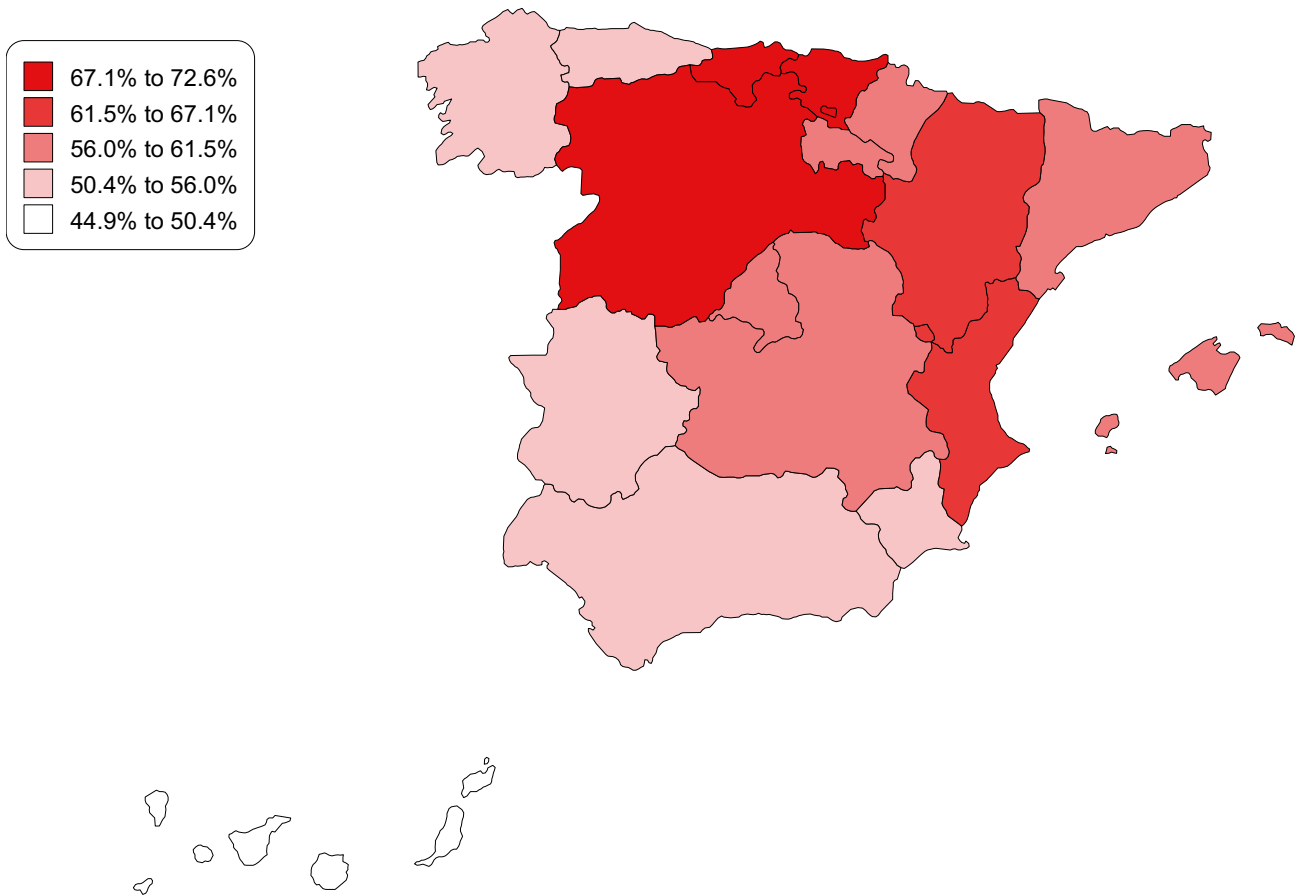 67.1% to 72.6%
61.5% to 67.1%
56.0% to 61.5%
50.4% to 56.0%
44.9% to 50.4%